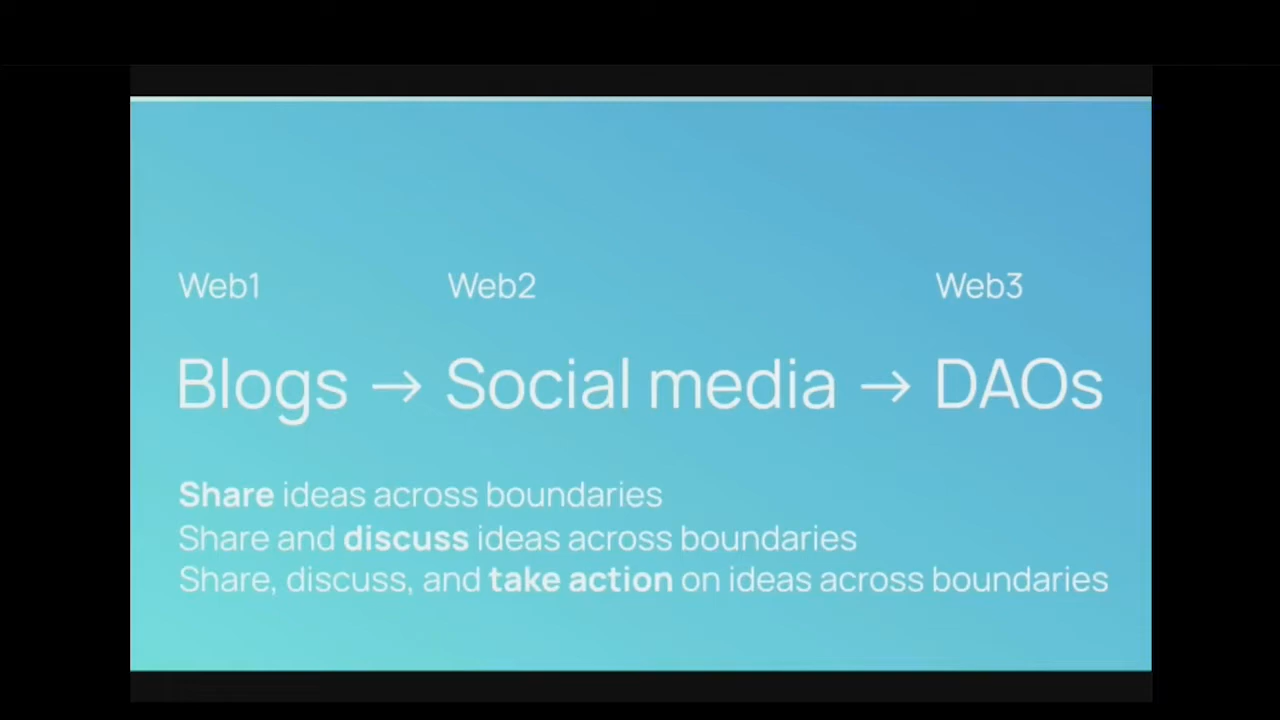 Web1 Web2 Web3
Blogs → Social media → DAOs
Share ideas across boundaries
Share and discuss ideas across boundaries
Share, discuss, and take action on ideas across boundaries